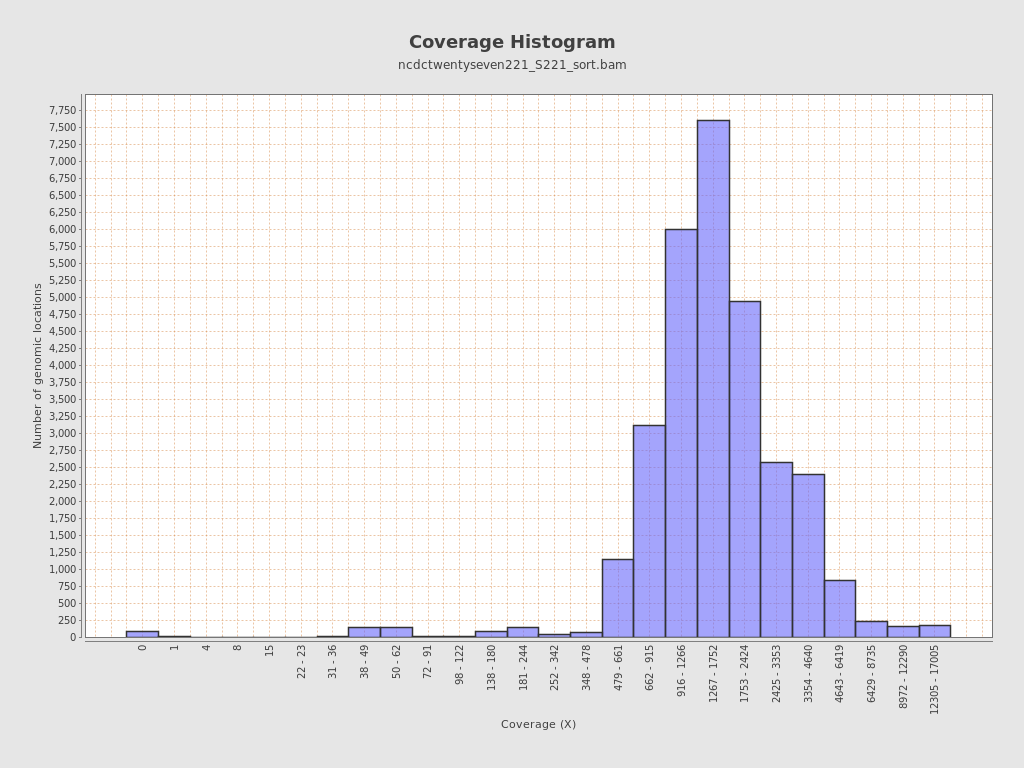 Coverage Histogram
ncdctwentyseven221_S221_sort.bam
Number of genomic locations
7,750
7,500
7,250
7,000
6,750
6,500
6,250
6,000
5,750
5,500
5,250
5,000
4,750
4,500
4,250
4,000
3,750
3,500
3,250
3,000
2,750
2,500
2,250
2,000
1,750
1,500
1,250
1,000
750
500
250
0
0
1
4
8
15
22 - 23
31 - 36
38 - 49
50 - 62
72 - 91
98 - 122
138 - 180
181 - 244
252 - 342
348 - 478
479 - 661
662 - 915
916 - 1266
1267 - 1752
1753 - 2424
2425 - 3353
3354 - 4640
4643 - 6419
6429 - 8735
8972 - 12290
12305 - 17005
Coverage (X)